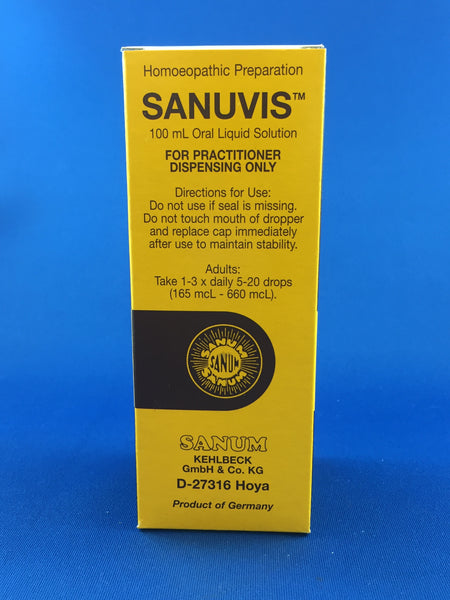 Homoeopathic Preparation
SANUVIS™
100 mL Oral Liquid Solution
FOR PRACTITIONER
DISPENSING ONLY
Directions for Use:
Do not use if seal is missing.
Do not touch mouth of dropper
and replace cap immediately
after use to maintain stability.
Adults:
Take 1-3 x daily 5-20 drops
(165 mcL - 660 mcL).
SANUM
SANUM
SANUM
SANUM
KEHLBECK
GmbH & Co. KG
D-27316 Hoya
Product of Germany